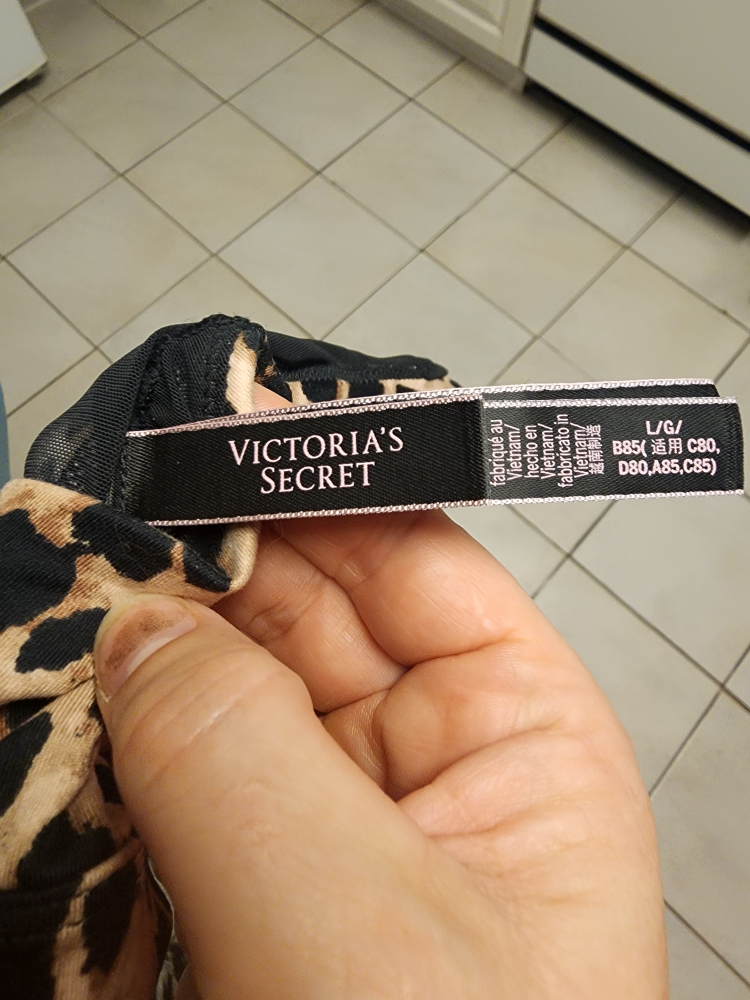 VICTORIA'S
SECRET
fabriqué au
Vietnam/
hecho en
Vietnam/
fabbricato in
Vietnam/
越南制造
L/G/
B85( 适用 C80,
D80,A85,C85)